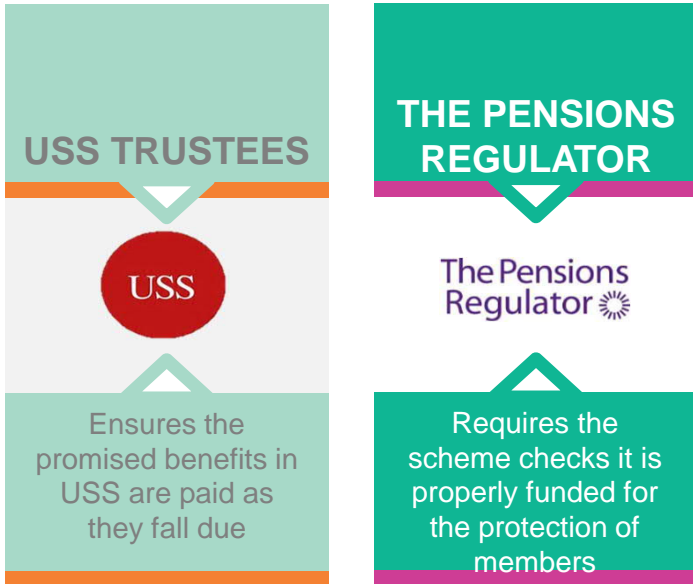 USS TRUSTEES
USS
Ensures the
promised benefits in
USS are paid as
they fall due
THE PENSIONS
REGULATOR
The Pensions
Regulator
Requires the
scheme checks it is
properly funded for
the protection of
members